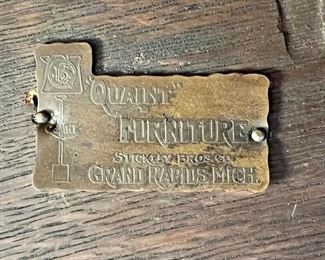 "QUAINT"
FURNITURE
STICKLEY BROS. CO.
GRAND RAPIDS, MICH.